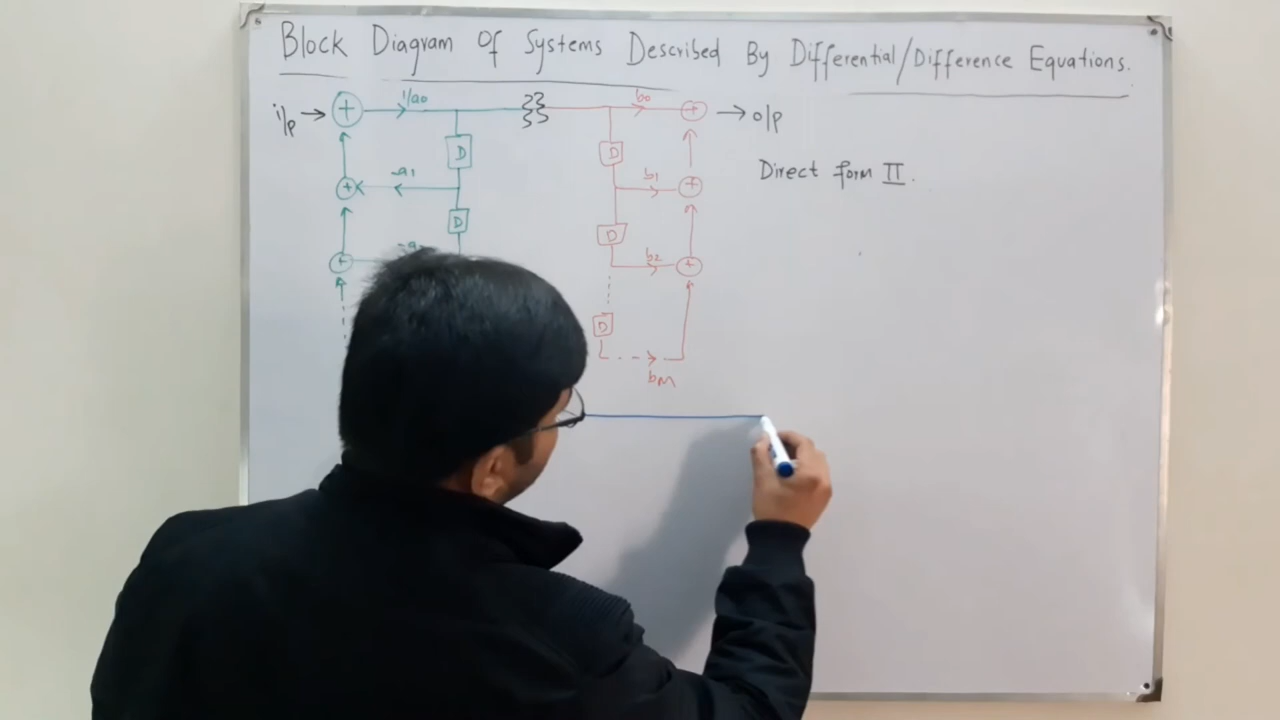 Block Diagram Of Systems Described By Differential/Difference Equations.
i/p → + 1/a0 b0 + → o/p
D D Direct form II.
+ -a1 b1 +
D D
+ b2 +
D
bM